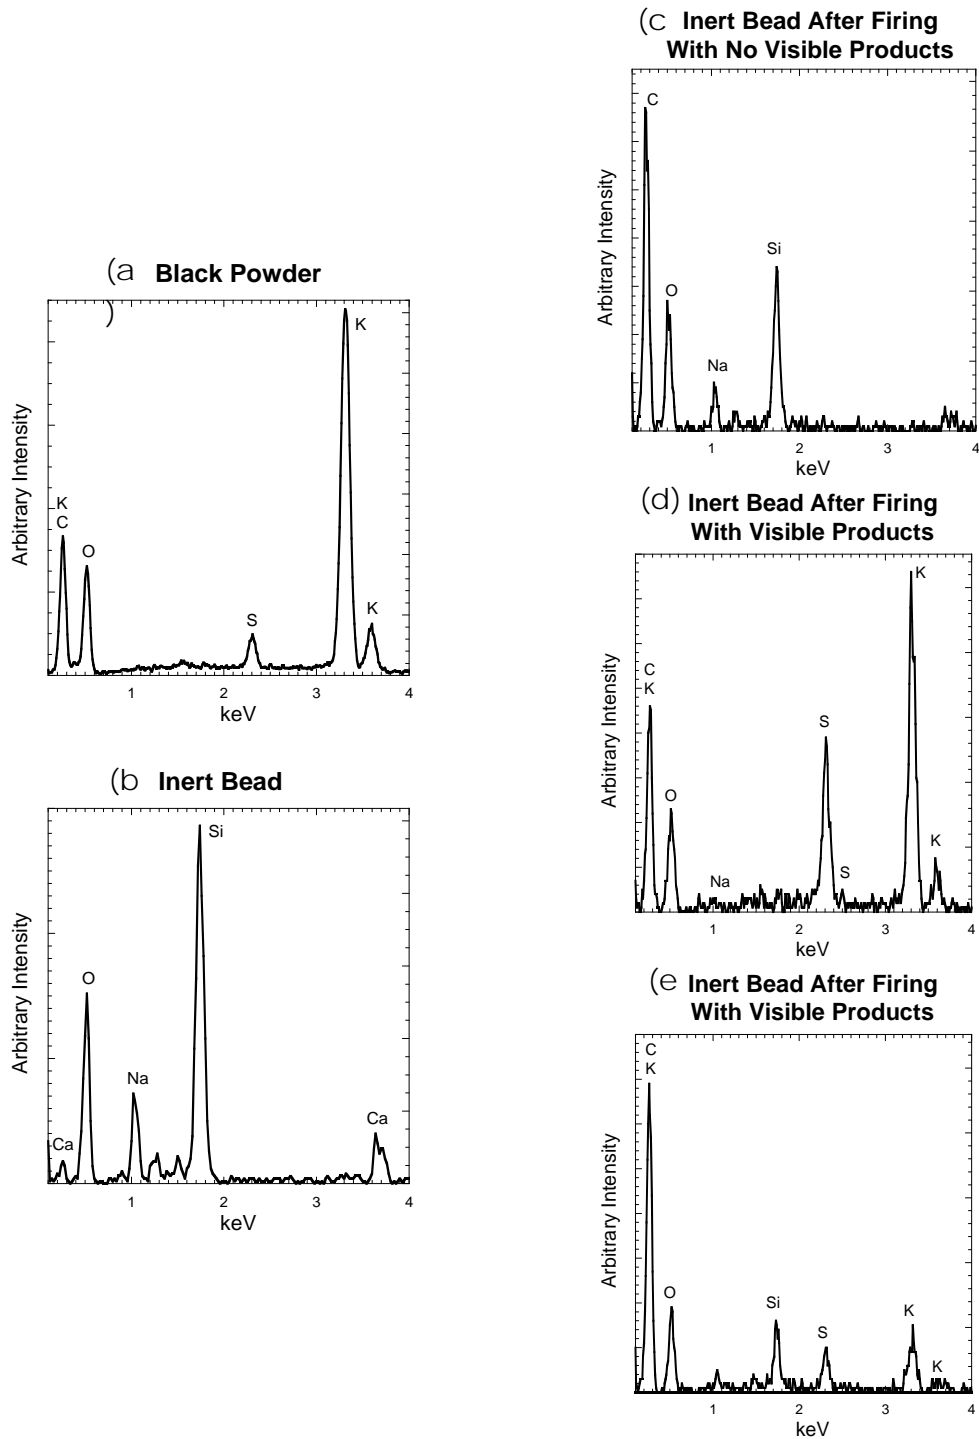 (a Black Powder
)
Arbitrary Intensity
K
C
O
S
K
K
1 2 3 4
keV
(b Inert Bead
Arbitrary Intensity
Ca
O
Na
Si
Ca
1 2 3 4
keV
(c Inert Bead After Firing
With No Visible Products
Arbitrary Intensity
C
O
Na
Si
1 2 3 4
keV
(d) Inert Bead After Firing
With Visible Products
Arbitrary Intensity
C
K
O
Na
S
S
K
K
1 2 3 4
keV
(e Inert Bead After Firing
With Visible Products
Arbitrary Intensity
C
K
O
Si
S
K
K
1 2 3 4
keV